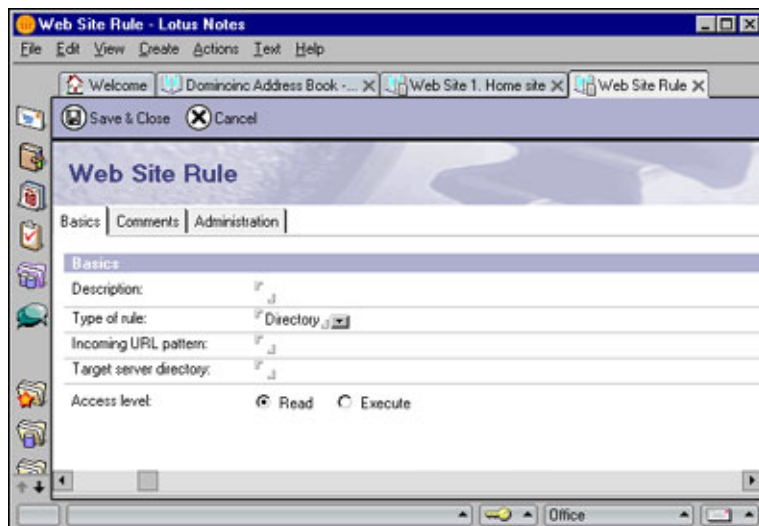 Web Site Rule - Lotus Notes
File Edit View Create Actions Text Help
Welcome Dominoinc Address Book -... Web Site 1. Home site Web Site Rule
Save & Close Cancel
Web Site Rule
Basics Comments Administration
Basics
Description:
Type of rule: Directory
Incoming URL pattern:
Target server directory:
Access level: Read Execute
Office